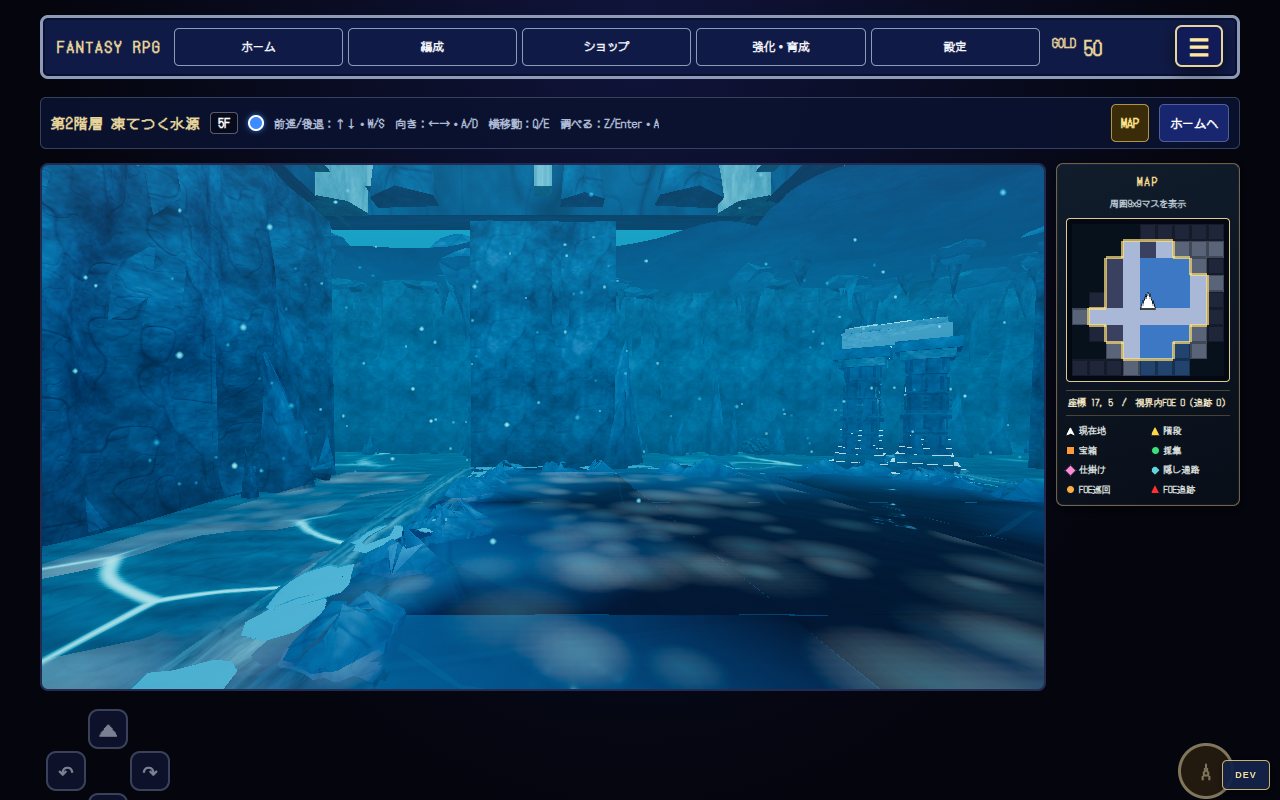 FANTASY RPG
ホーム
編成
ショップ
強化・育成
設定
GOLD 50
第2階層 凍てつく水源
5F
前進/後退：↑↓・W/S 向き：←→・A/D 横移動：Q/E 調べる：Z/Enter・A
MAP
ホームへ
MAP
周囲9x9マスを表示
座標 17, 5 / 視界内FOE 0 (追跡 0)
現在地
階段
宝箱
採集
仕掛け
隠し通路
FOE巡回
FOE追跡
A
DEV